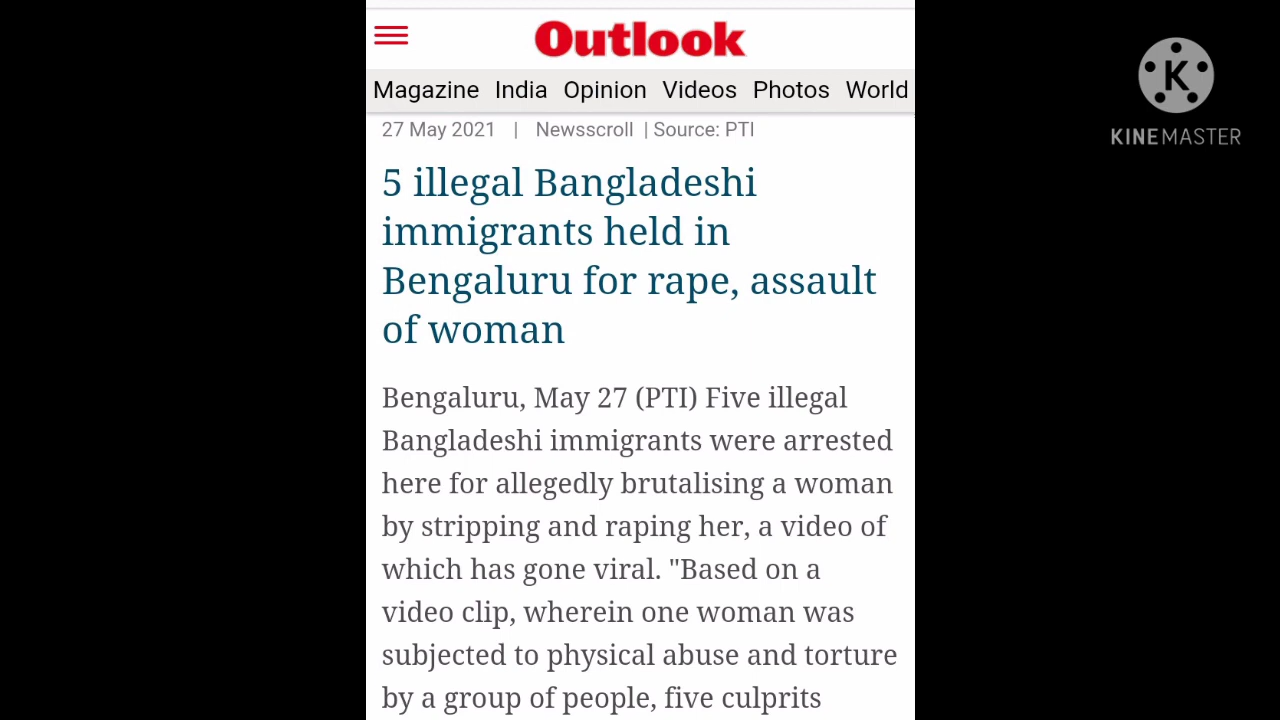 Outlook
Magazine India Opinion Videos Photos World
27 May 2021 | Newsscroll | Source: PTI
5 illegal Bangladeshi
immigrants held in
Bengaluru for rape, assault
of woman
Bengaluru, May 27 (PTI) Five illegal
Bangladeshi immigrants were arrested
here for allegedly brutalising a woman
by stripping and raping her, a video of
which has gone viral. "Based on a
video clip, wherein one woman was
subjected to physical abuse and torture
by a group of people, five culprits
K
KINEMASTER